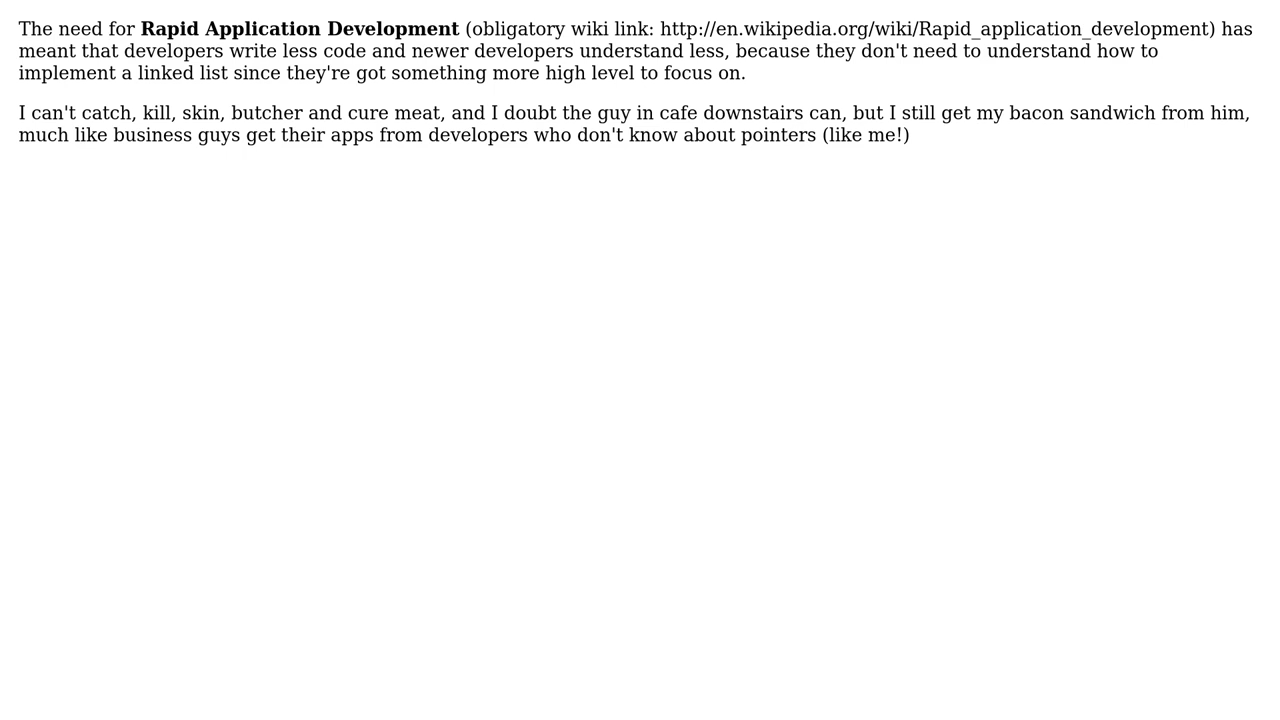 The need for Rapid Application Development (obligatory wiki link: http://en.wikipedia.org/wiki/Rapid_application_development) has
meant that developers write less code and newer developers understand less, because they don't need to understand how to
implement a linked list since they're got something more high level to focus on.
I can't catch, kill, skin, butcher and cure meat, and I doubt the guy in cafe downstairs can, but I still get my bacon sandwich from him,
much like business guys get their apps from developers who don't know about pointers (like me!)